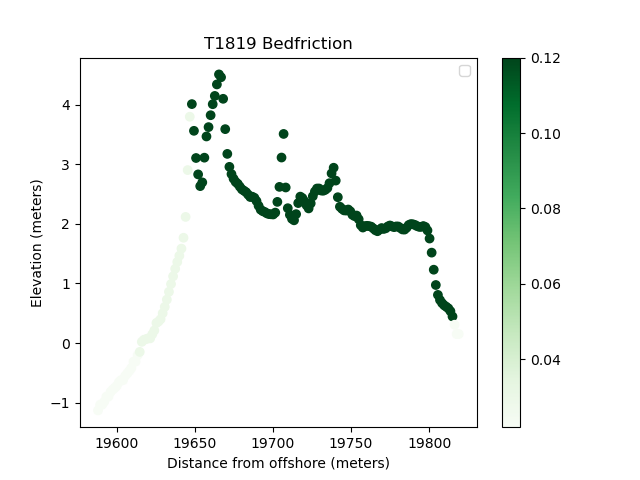 T1819 Bedfriction
Elevation (meters)
4
3
2
1
0
−1
19600 19650 19700 19750 19800
Distance from offshore (meters)
0.12
0.10
0.08
0.06
0.04